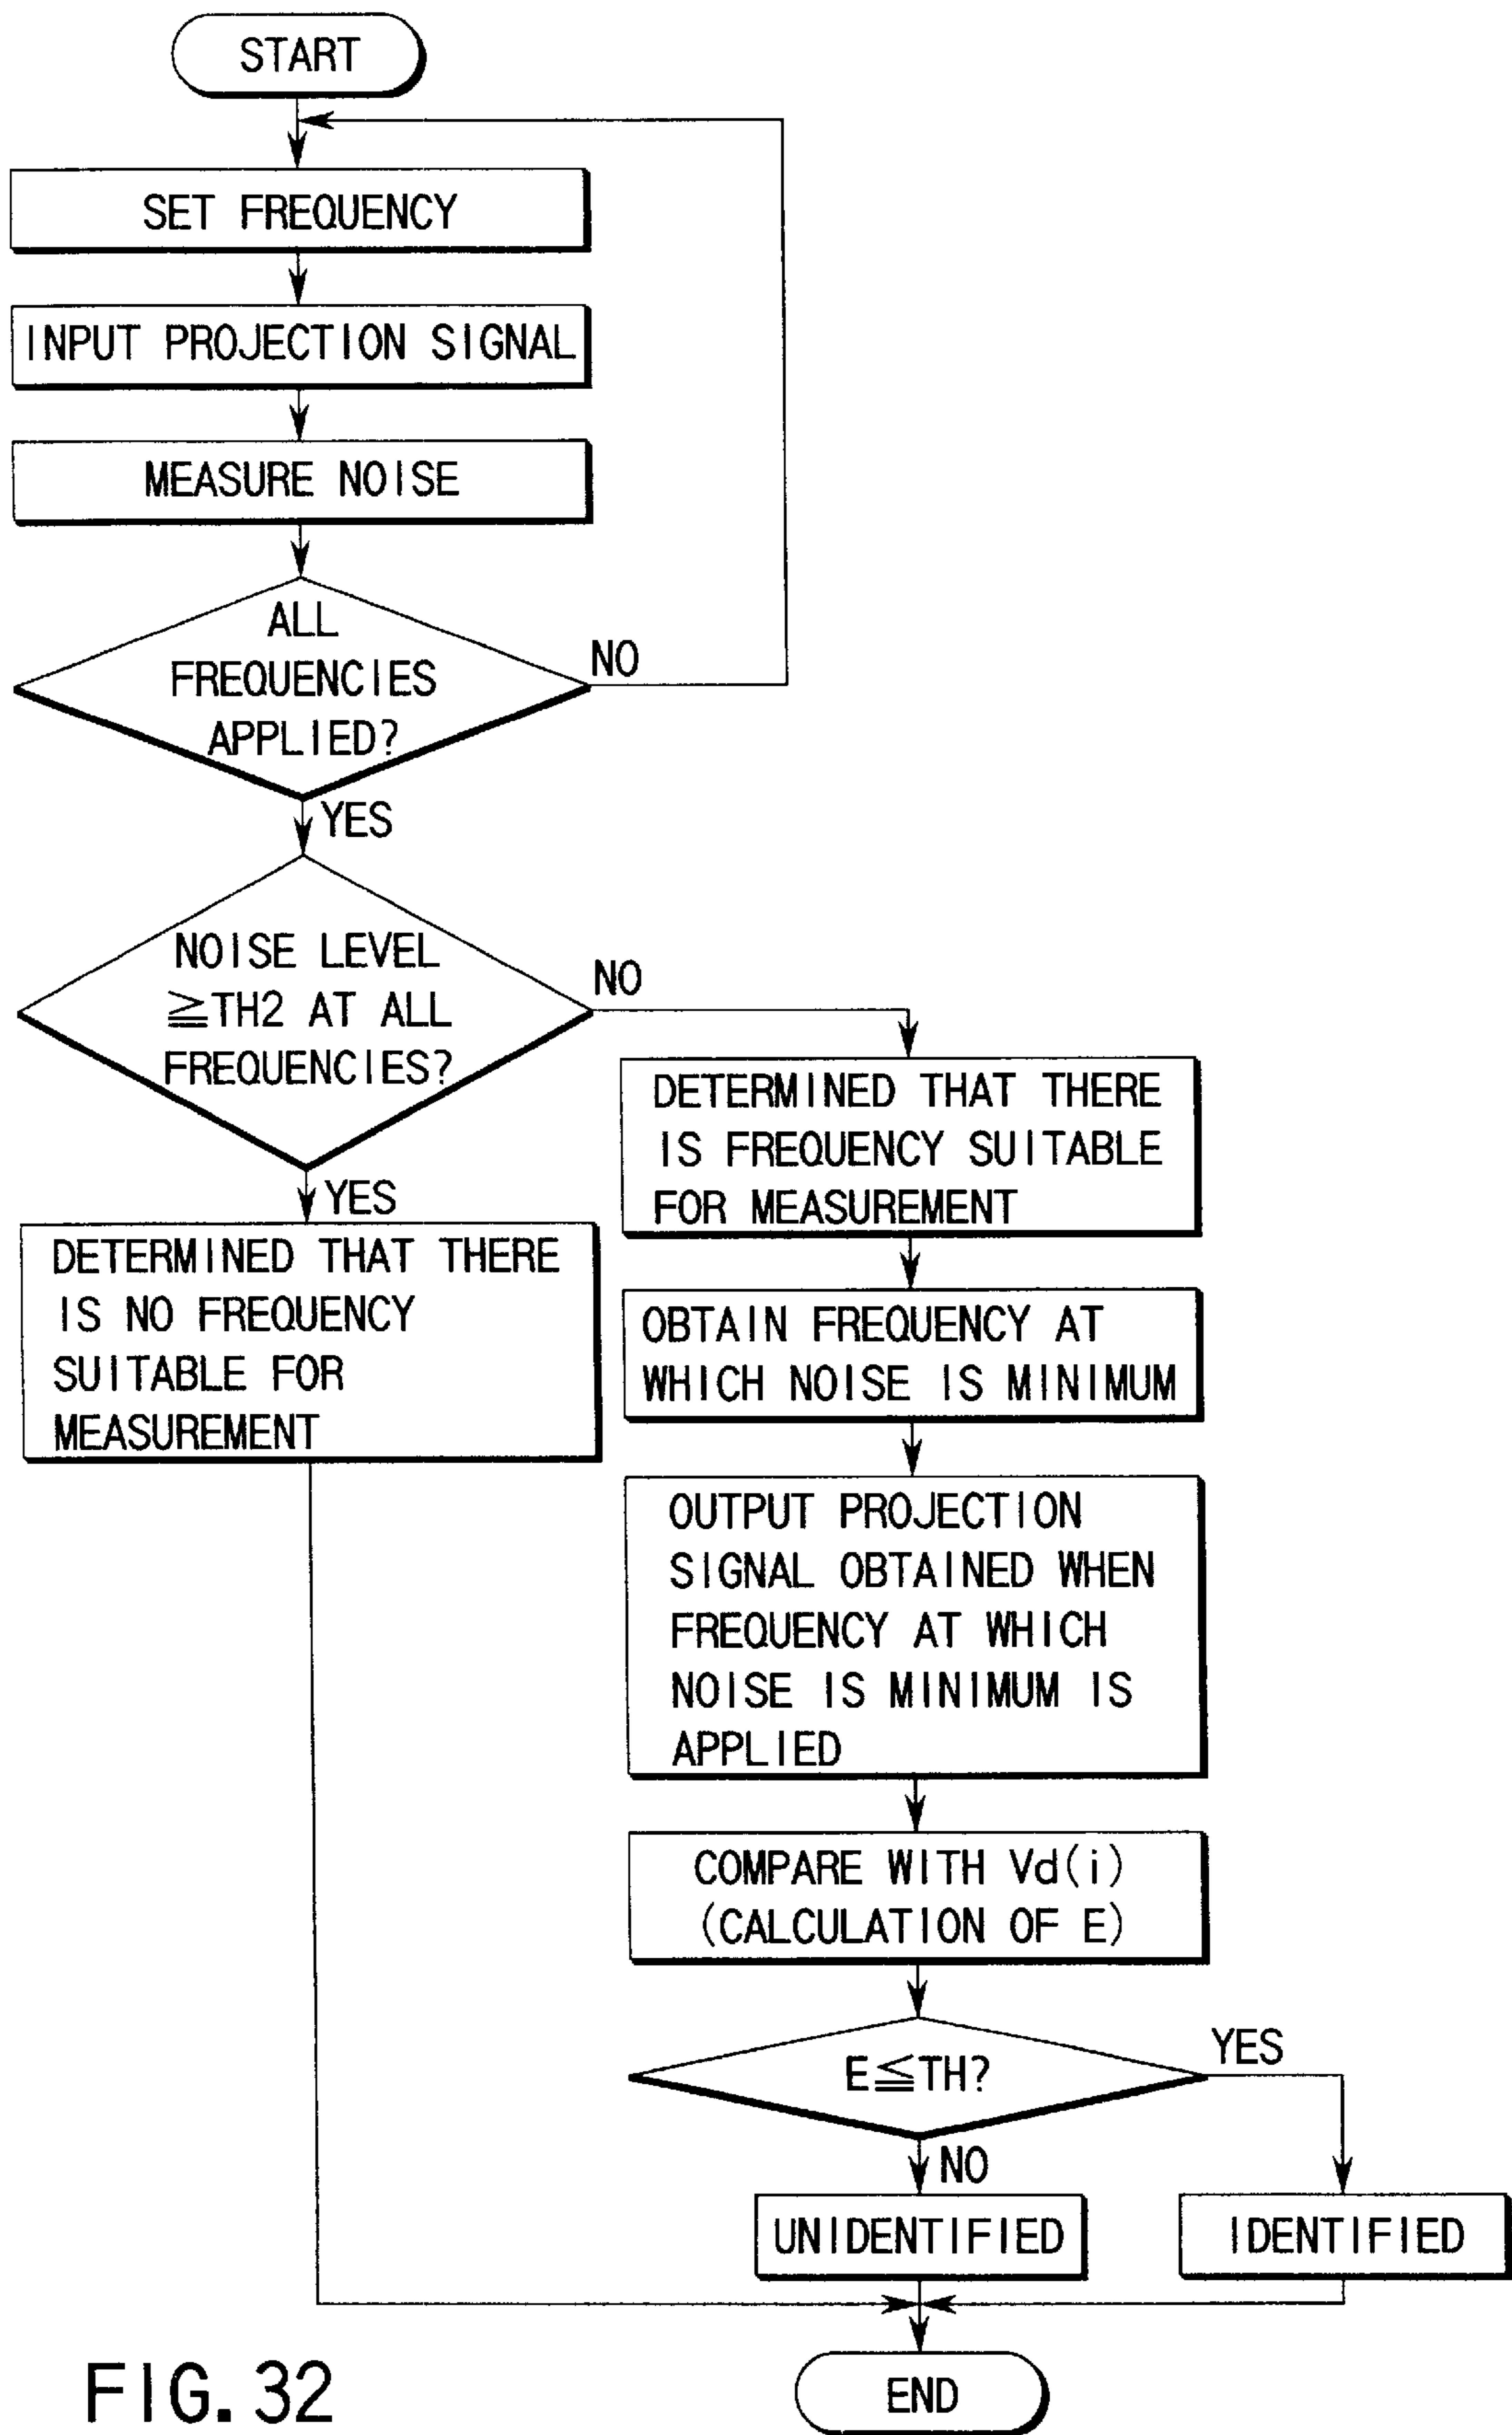 START
SET FREQUENCY
INPUT PROJECTION SIGNAL
MEASURE NOISE
ALL
FREQUENCIES
APPLIED?
NO
YES
NOISE LEVEL
≧TH2 AT ALL
FREQUENCIES?
NO
YES
DETERMINED THAT THERE
IS NO FREQUENCY
SUITABLE FOR
MEASUREMENT
DETERMINED THAT THERE
IS FREQUENCY SUITABLE
FOR MEASUREMENT
OBTAIN FREQUENCY AT
WHICH NOISE IS MINIMUM
OUTPUT PROJECTION
SIGNAL OBTAINED WHEN
FREQUENCY AT WHICH
NOISE IS MINIMUM IS
APPLIED
COMPARE WITH Vd(i)
(CALCULATION OF E)
E≦TH?
YES
NO
UNIDENTIFIED
IDENTIFIED
END
FIG. 32